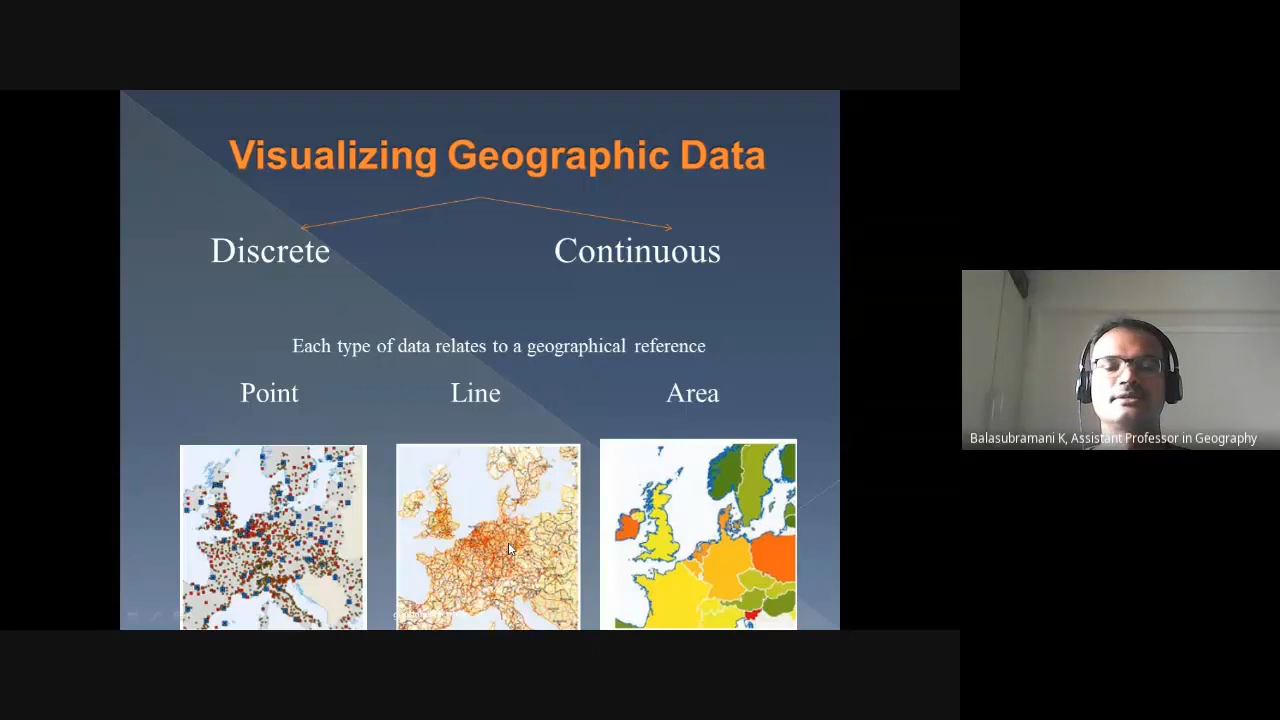 Visualizing Geographic Data
Discrete
Continuous
Each type of data relates to a geographical reference
Point
Line
Area
Balasubramani K, Assistant Professor in Geography